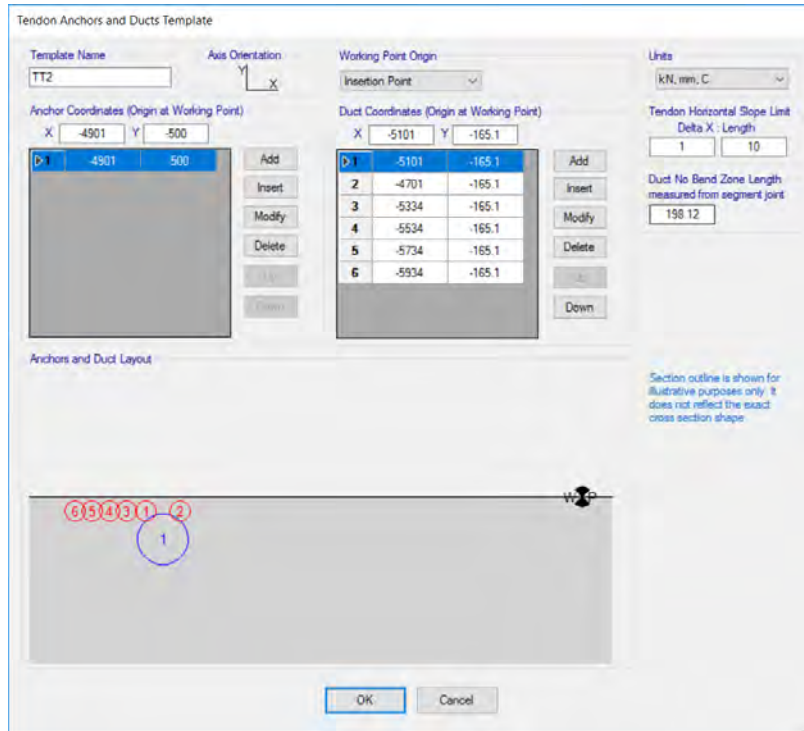 Tendon Anchors and Ducts Template
Template Name
Axis Orientation
Working Point Origin
Units
TT2
Y
X
Insertion Point
kN, mm, C
Anchor Coordinates (Origin at Working Point)
Duct Coordinates (Origin at Working Point)
Tendon Horizontal Slope Limit
X -4901 Y -500
X -5101 Y -165.1
Delta X : Length
1 10
1 -4901 500
Add
Insert
Modify
Delete
1 -5101 -165.1
2 -4701 -165.1
3 -5334 -165.1
4 -5534 -165.1
5 -5734 -165.1
6 -5934 -165.1
Add
Insert
Modify
Delete
Down
Duct No Bend Zone Length
measured from segment joint
198.12
Anchors and Duct Layout
Section outline is shown for
illustrative purposes only. It
does not reflect the exact
cross section shape
W P
6 5 4 3 1 2
1
OK Cancel